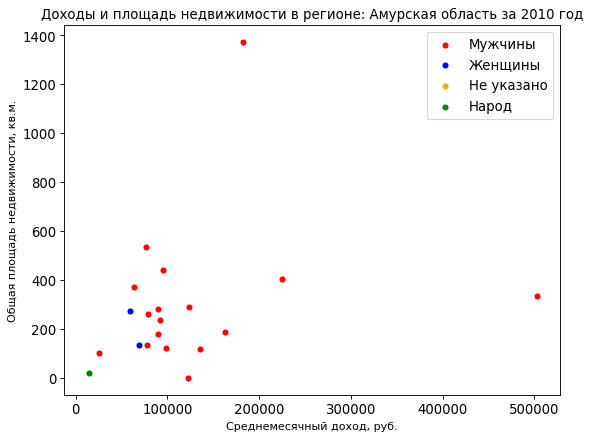 Доходы и площадь недвижимости в регионе: Амурская область за 2010 год
Мужчины
Женщины
Не указано
Народ
1400
1200
1000
800
600
400
200
0
Общая площадь недвижимости, кв.м.
0 100000 200000 300000 400000 500000
Среднемесячный доход, руб.